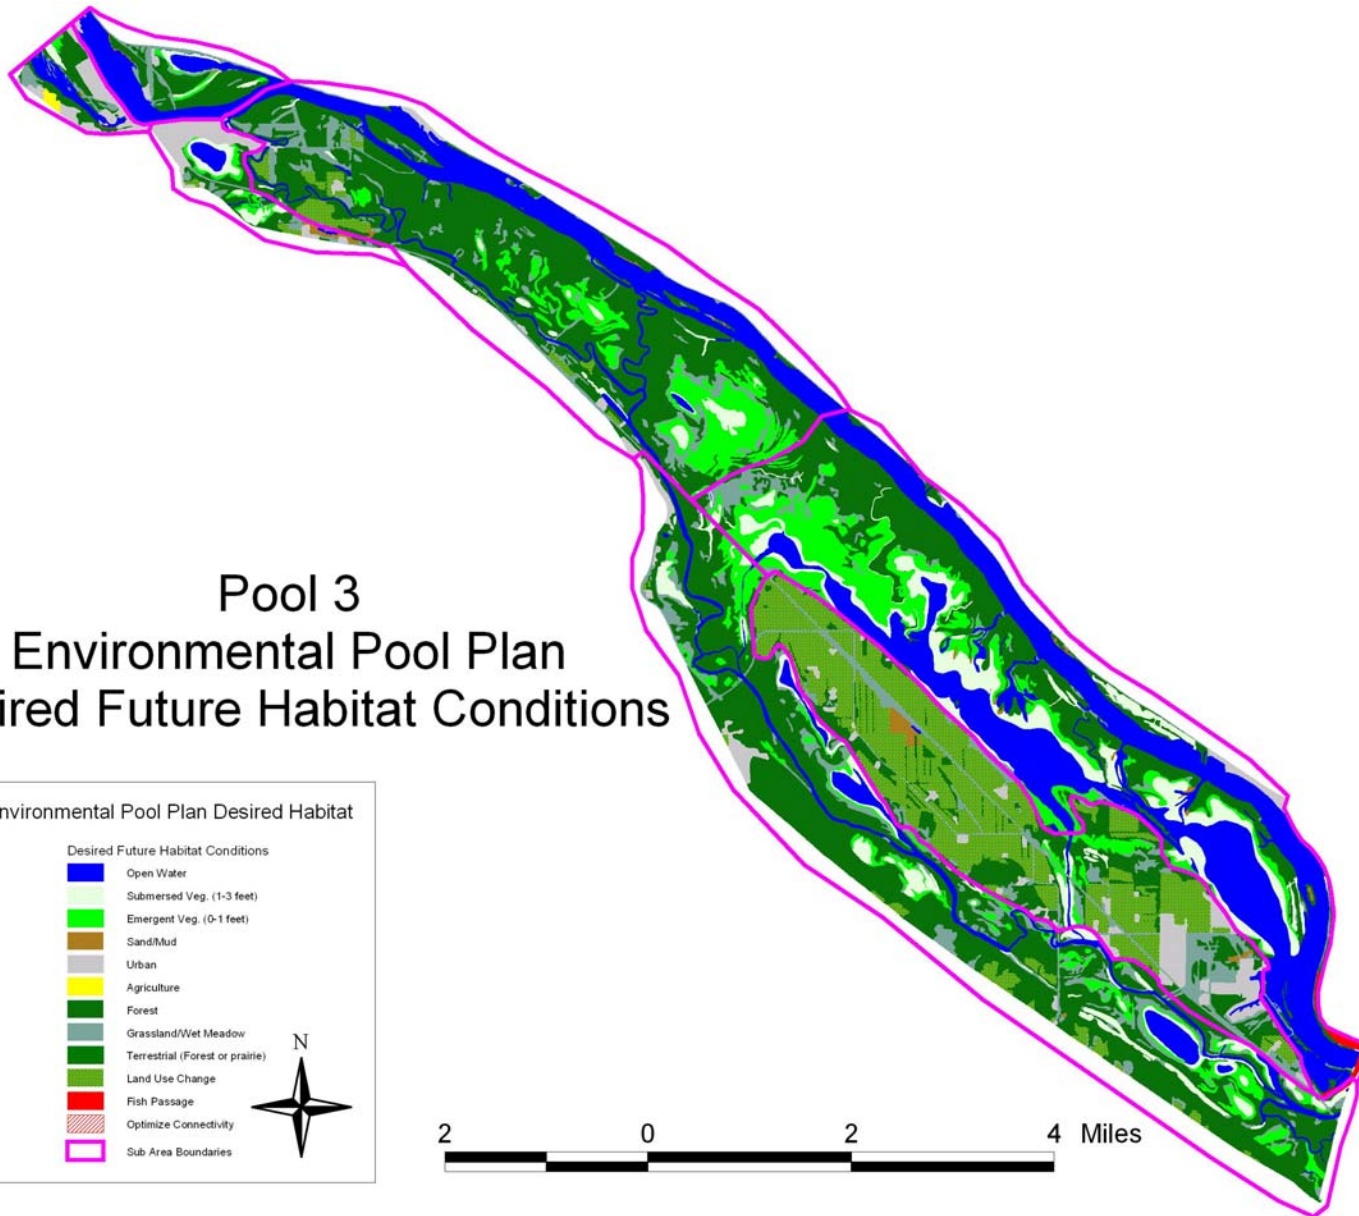 Pool 3
Environmental Pool Plan
ired Future Habitat Conditions
nvironmental Pool Plan Desired Habitat
Desired Future Habitat Conditions
Open Water
Submersed Veg. (1-3 feet)
Emergent Veg. (0-1 feet)
Sand/Mud
Urban
Agriculture
Forest
Grassland/Wet Meadow
Terrestrial (Forest or prairie)
Land Use Change
Fish Passage
Optimize Connectivity
Sub Area Boundaries
N
2 0 2 4 Miles